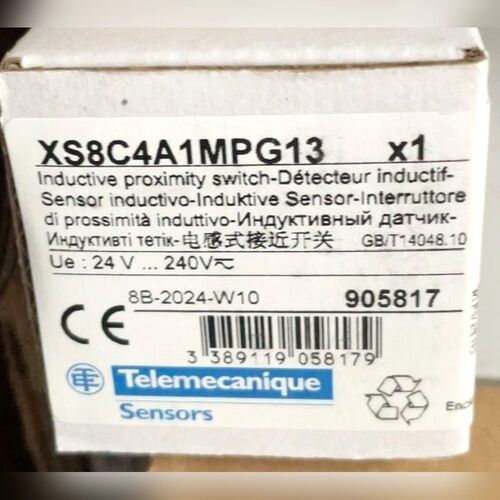 XS8C4A1MPG13 x1
Inductive proximity switch-Détecteur inductif-
Sensor inductivo-Induktive Sensor-Interruttore
di prossimità induttivo-Индуктивный датчик-
Индуктивті тетік-电感式接近开关 GB/T14048.10
Ue : 24 V ... 240V
8B-2024-W10 905817
CE
3 389119 058179
Telemecanique
Sensors